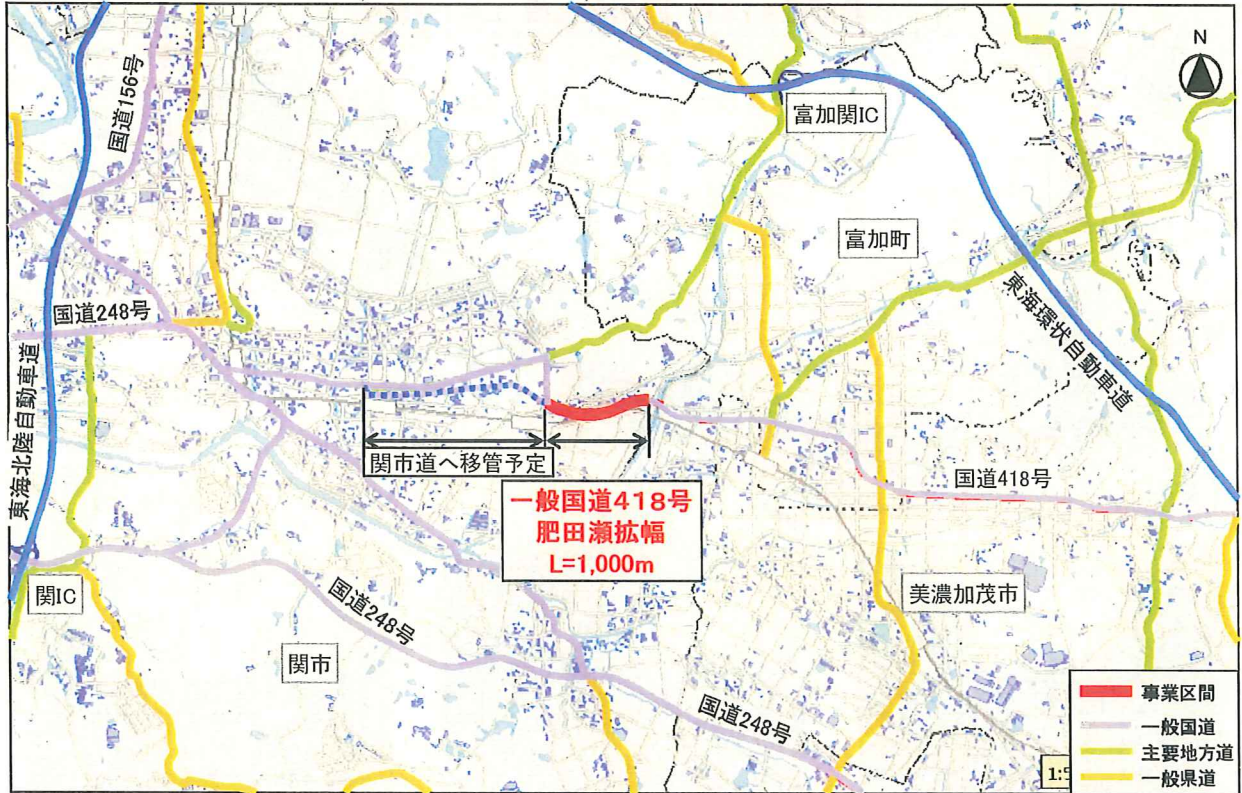 N
国道156号
富加関IC
富加町
国道248号
東海環状自動車道
東海北陸自動車道
関市道へ移管予定
国道418号
一般国道418号
肥田瀬拡幅
L=1,000m
関IC
国道248号
美濃加茂市
関市
国道248号
事業区間
一般国道
主要地方道
一般県道